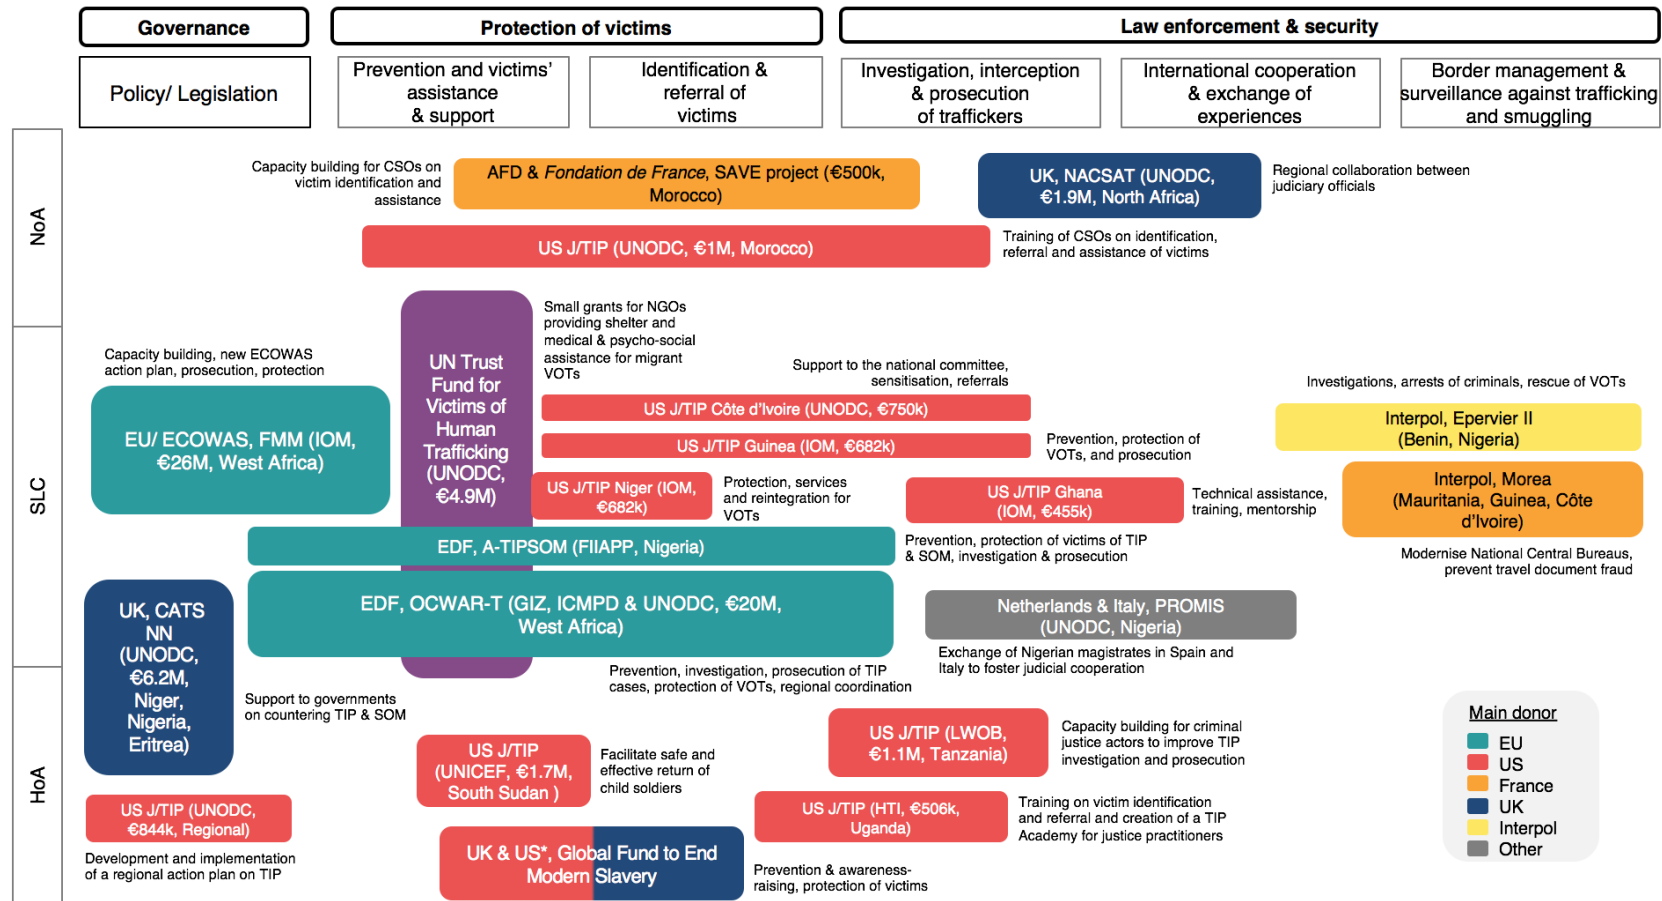 Governance
Protection of victims
Law enforcement & security
Policy/ Legislation
Prevention and victims’
assistance
& support
Identification &
referral of
victims
Investigation, interception
& prosecution
of traffickers
International cooperation
& exchange of
experiences
Border management &
surveillance against trafficking
and smuggling
NoA
Capacity building for CSOs on
victim identification and
assistance
AFD & Fondation de France, SAVE project (€500k,
Morocco)
UK, NACSAT (UNODC,
€1.9M, North Africa)
Regional collaboration between
judiciary officials
US J/TIP (UNODC, €1M, Morocco)
Training of CSOs on identification,
referral and assistance of victims
SLC
UN Trust
Fund for
Victims of
Human
Trafficking
(UNODC,
€4.9M)
Small grants for NGOs
providing shelter and
medical & psycho-social
assistance for migrant
VOTs
Capacity building, new ECOWAS
action plan, prosecution, protection
EU/ ECOWAS, FMM (IOM,
€26M, West Africa)
Support to the national committee,
sensitisation, referrals
US J/TIP Côte d’Ivoire (UNODC, €750k)
US J/TIP Guinea (IOM, €682k)
Prevention, protection of
VOTs, and prosecution
Investigations, arrests of criminals, rescue of VOTs
Interpol, Epervier II
(Benin, Nigeria)
US J/TIP Niger (IOM,
€682k)
Protection, services
and reintegration for
VOTs
US J/TIP Ghana
(IOM, €455k)
Technical assistance,
training, mentorship
Interpol, Morea
(Mauritania, Guinea, Côte
d’Ivoire)
Modernise National Central Bureaus,
prevent travel document fraud
EDF, A-TIPSOM (FIIAPP, Nigeria)
Prevention, protection of victims of TIP
& SOM, investigation & prosecution
EDF, OCWAR-T (GIZ, ICMPD & UNODC, €20M,
West Africa)
Prevention, investigation, prosecution of TIP
cases, protection of VOTs, regional coordination
Netherlands & Italy, PROMIS
(UNODC, Nigeria)
Exchange of Nigerian magistrates in Spain and
Italy to foster judicial cooperation
UK, CATS
NN
(UNODC,
€6.2M,
Niger,
Nigeria,
Eritrea)
Support to governments
on countering TIP & SOM
HoA
US J/TIP
(UNICEF, €1.7M,
South Sudan )
Facilitate safe and
effective return of
child soldiers
US J/TIP (LWOB,
€1.1M, Tanzania)
Capacity building for criminal
justice actors to improve TIP
investigation and prosecution
US J/TIP (UNODC,
€844k, Regional)
Development and implementation
of a regional action plan on TIP
US J/TIP (HTI, €506k,
Uganda)
Training on victim identification
and referral and creation of a TIP
Academy for justice practitioners
UK & US*, Global Fund to End
Modern Slavery
Prevention & awareness-
raising, protection of victims
Main donor
EU
US
France
UK
Interpol
Other